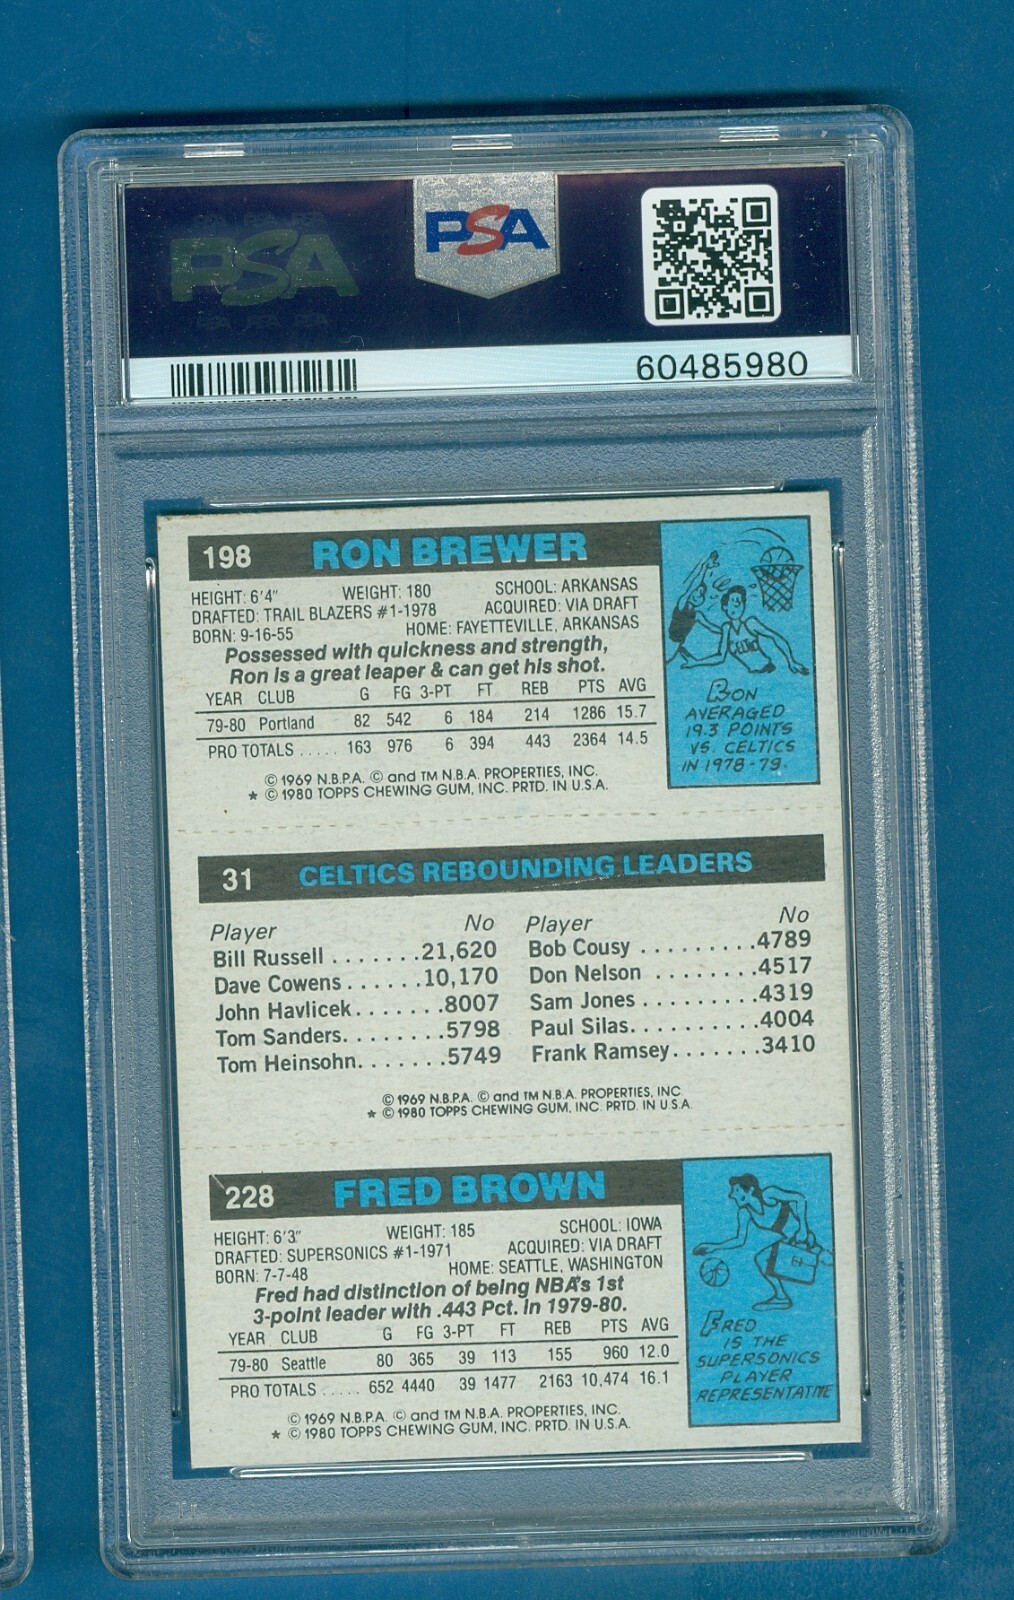 PSA
PSA
60485980
198 RON BREWER
HEIGHT: 6'4" WEIGHT: 180 SCHOOL: ARKANSAS
DRAFTED: TRAIL BLAZERS #1-1978 ACQUIRED: VIA DRAFT
BORN: 9-16-55 HOME: FAYETTEVILLE, ARKANSAS
Possessed with quickness and strength,
Ron is a great leaper & can get his shot.
YEAR CLUB G FG 3-PT FT REB PTS AVG
79-80 Portland 82 542 6 184 214 1286 15.7
PRO TOTALS ..... 163 976 6 394 443 2364 14.5
© 1969 N.B.P.A. © and TM N.B.A. PROPERTIES, INC.
★ © 1980 TOPPS CHEWING GUM, INC. PRTD. IN U.S.A.
CELTICS
RON
AVERAGED
19.3 POINTS
VS. CELTICS
IN 1978-79.
31 CELTICS REBOUNDING LEADERS
Player No Player No
Bill Russell .......21,620 Bob Cousy .........4789
Dave Cowens ......10,170 Don Nelson ........4517
John Havlicek.......8007 Sam Jones .........4319
Tom Sanders........5798 Paul Silas..........4004
Tom Heinsohn.......5749 Frank Ramsey.......3410
© 1969 N.B.P.A. © and TM N.B.A. PROPERTIES, INC
★ © 1980 TOPPS CHEWING GUM, INC. PRTD. IN U.S.A.
228 FRED BROWN
HEIGHT: 6'3" WEIGHT: 185 SCHOOL: IOWA
DRAFTED: SUPERSONICS #1-1971 ACQUIRED: VIA DRAFT
BORN: 7-7-48 HOME: SEATTLE, WASHINGTON
Fred had distinction of being NBA's 1st
3-point leader with .443 Pct. in 1979-80.
YEAR CLUB G FG 3-PT FT REB PTS AVG
79-80 Seattle 80 365 39 113 155 960 12.0
PRO TOTALS ..... 652 4440 39 1477 2163 10,474 16.1
© 1969 N.B.P.A. © and TM N.B.A. PROPERTIES, INC.
★ © 1980 TOPPS CHEWING GUM, INC. PRTD. IN U.S.A.
FRED
IS THE
SUPERSONICS
PLAYER
REPRESENTATIVE